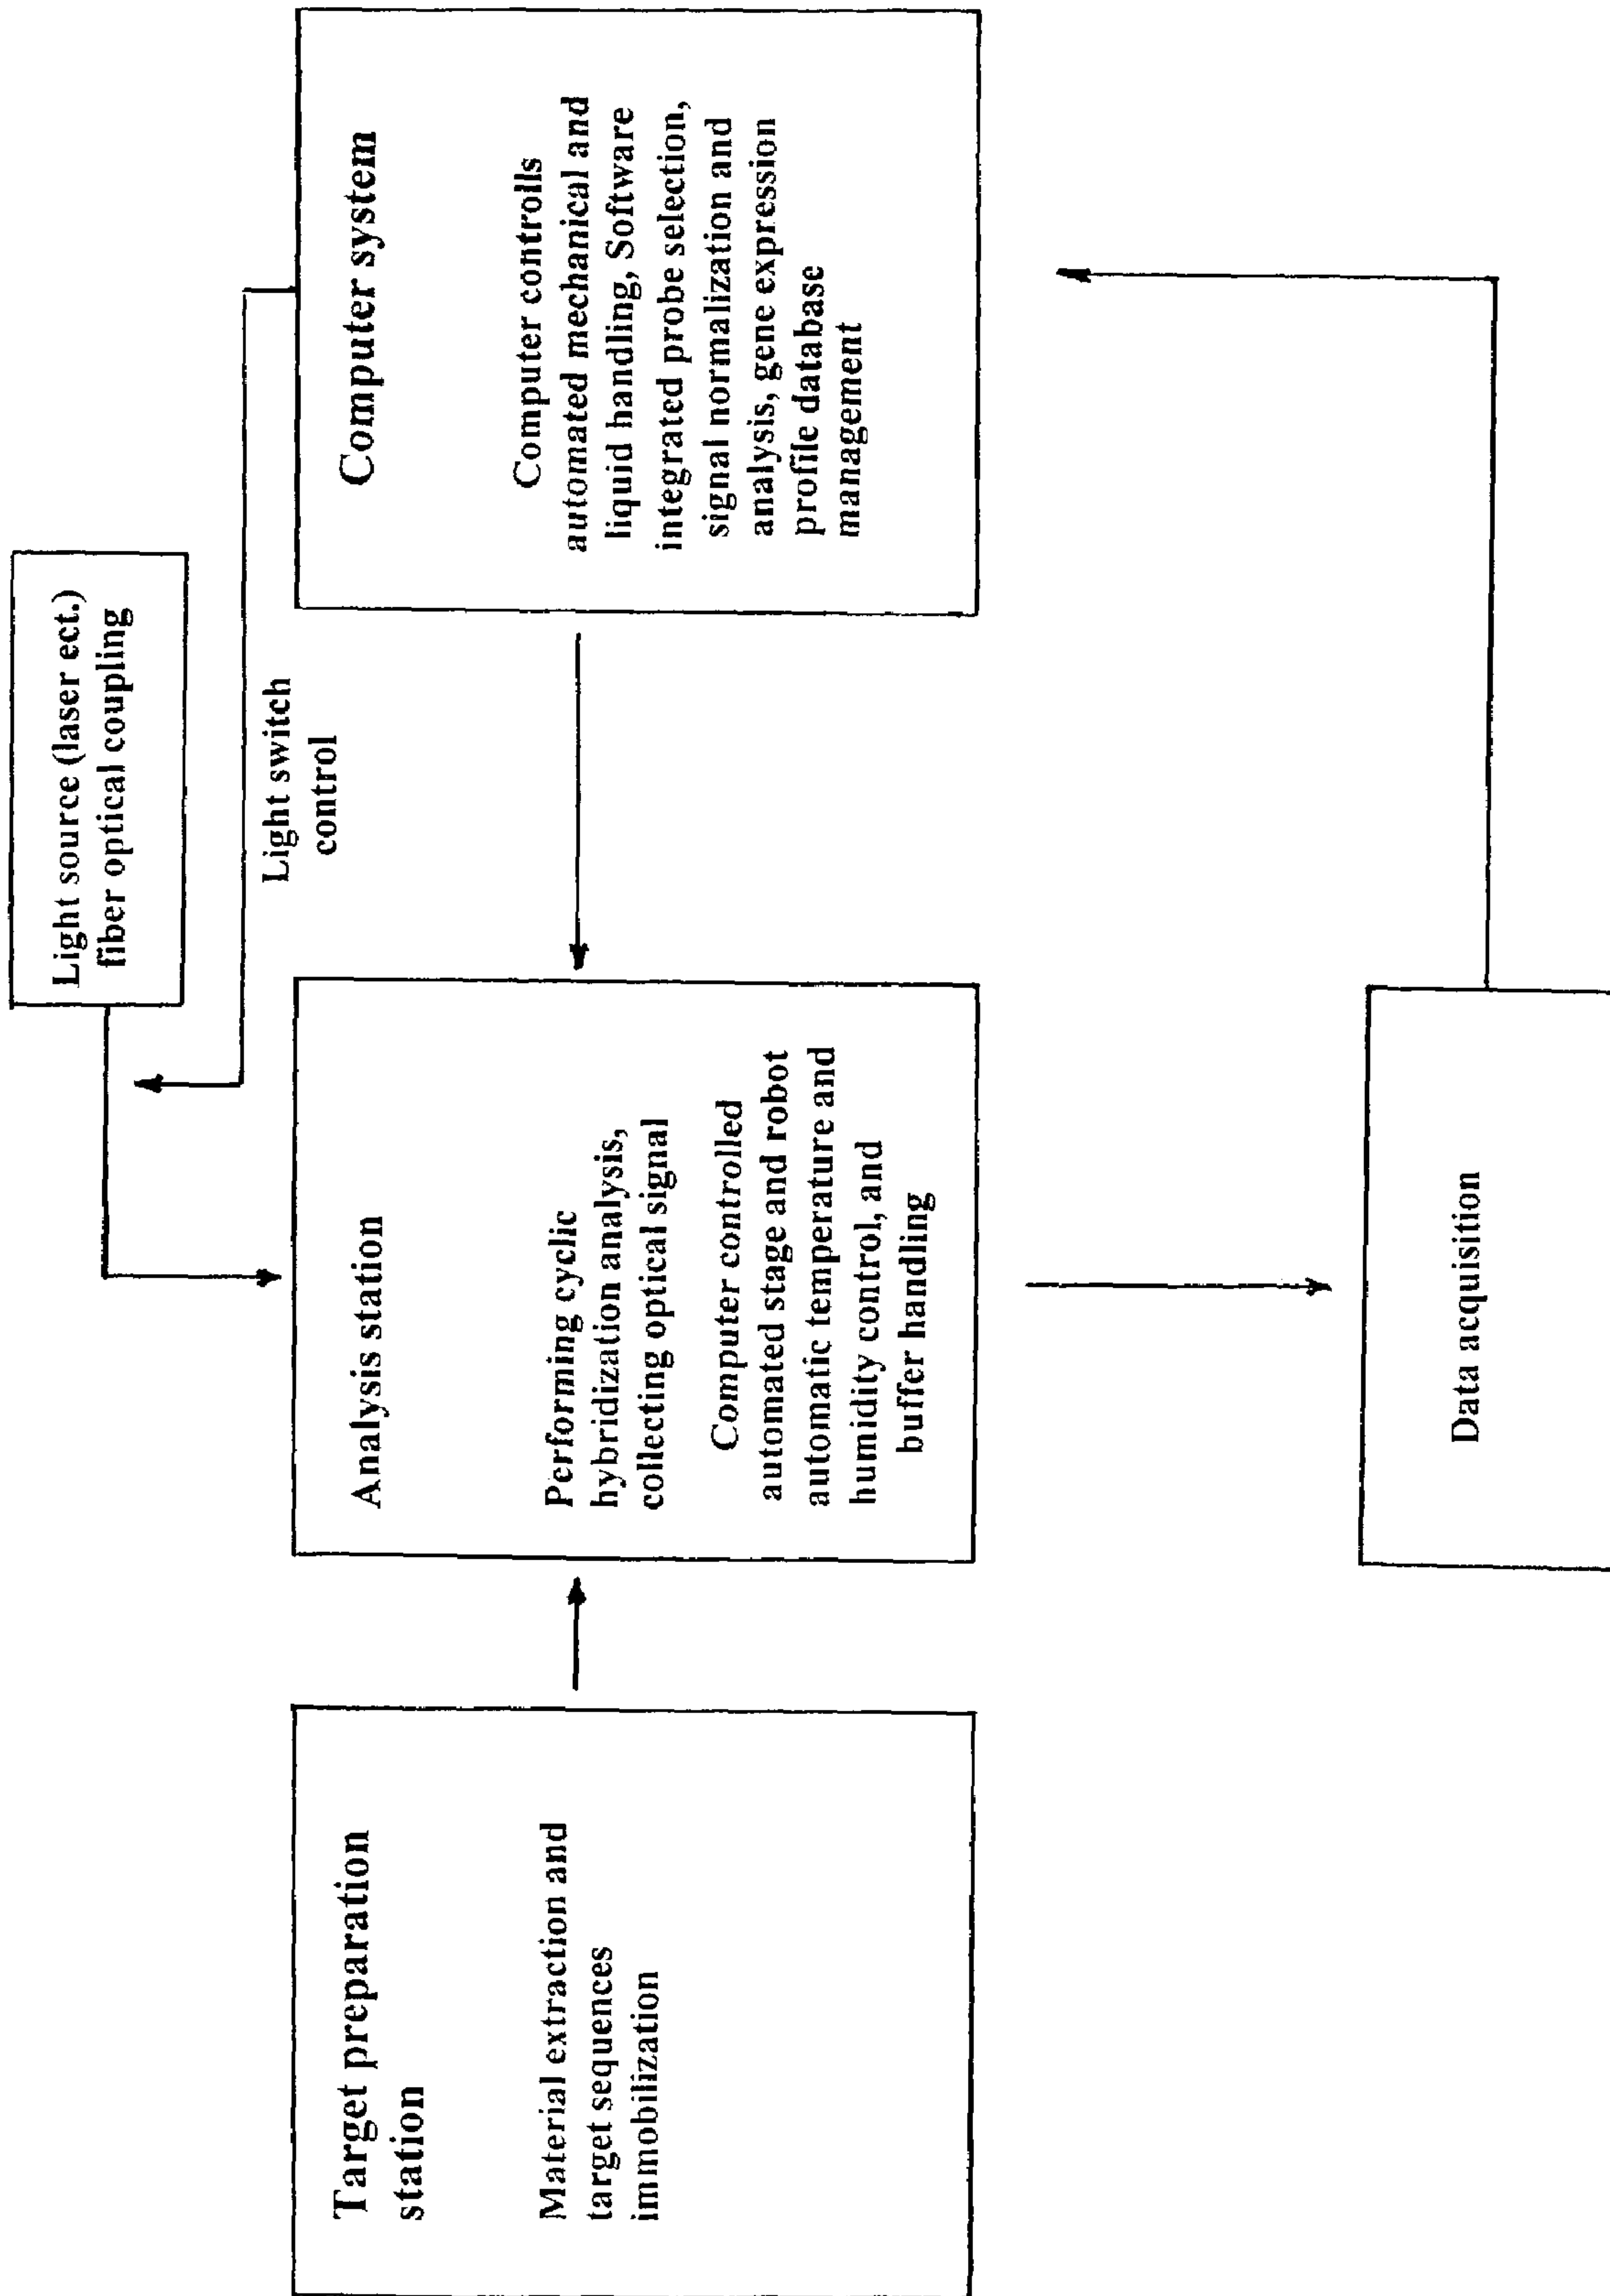 Light source (laser ect.)
fiber optical coupling
Light switch
control
Target preparation
station
Material extraction and
target sequences
immobilization
Analysis station
Performing cyclic
hybridization analysis,
collecting optical signal
Computer controlled
automated stage and robot
automatic temperature and
humidity control, and
buffer handling
Computer system
Computer controlls
automated mechanical and
liquid handling, Software
integrated probe selection,
signal normalization and
analysis, gene expression
profile database
management
Data acquisition